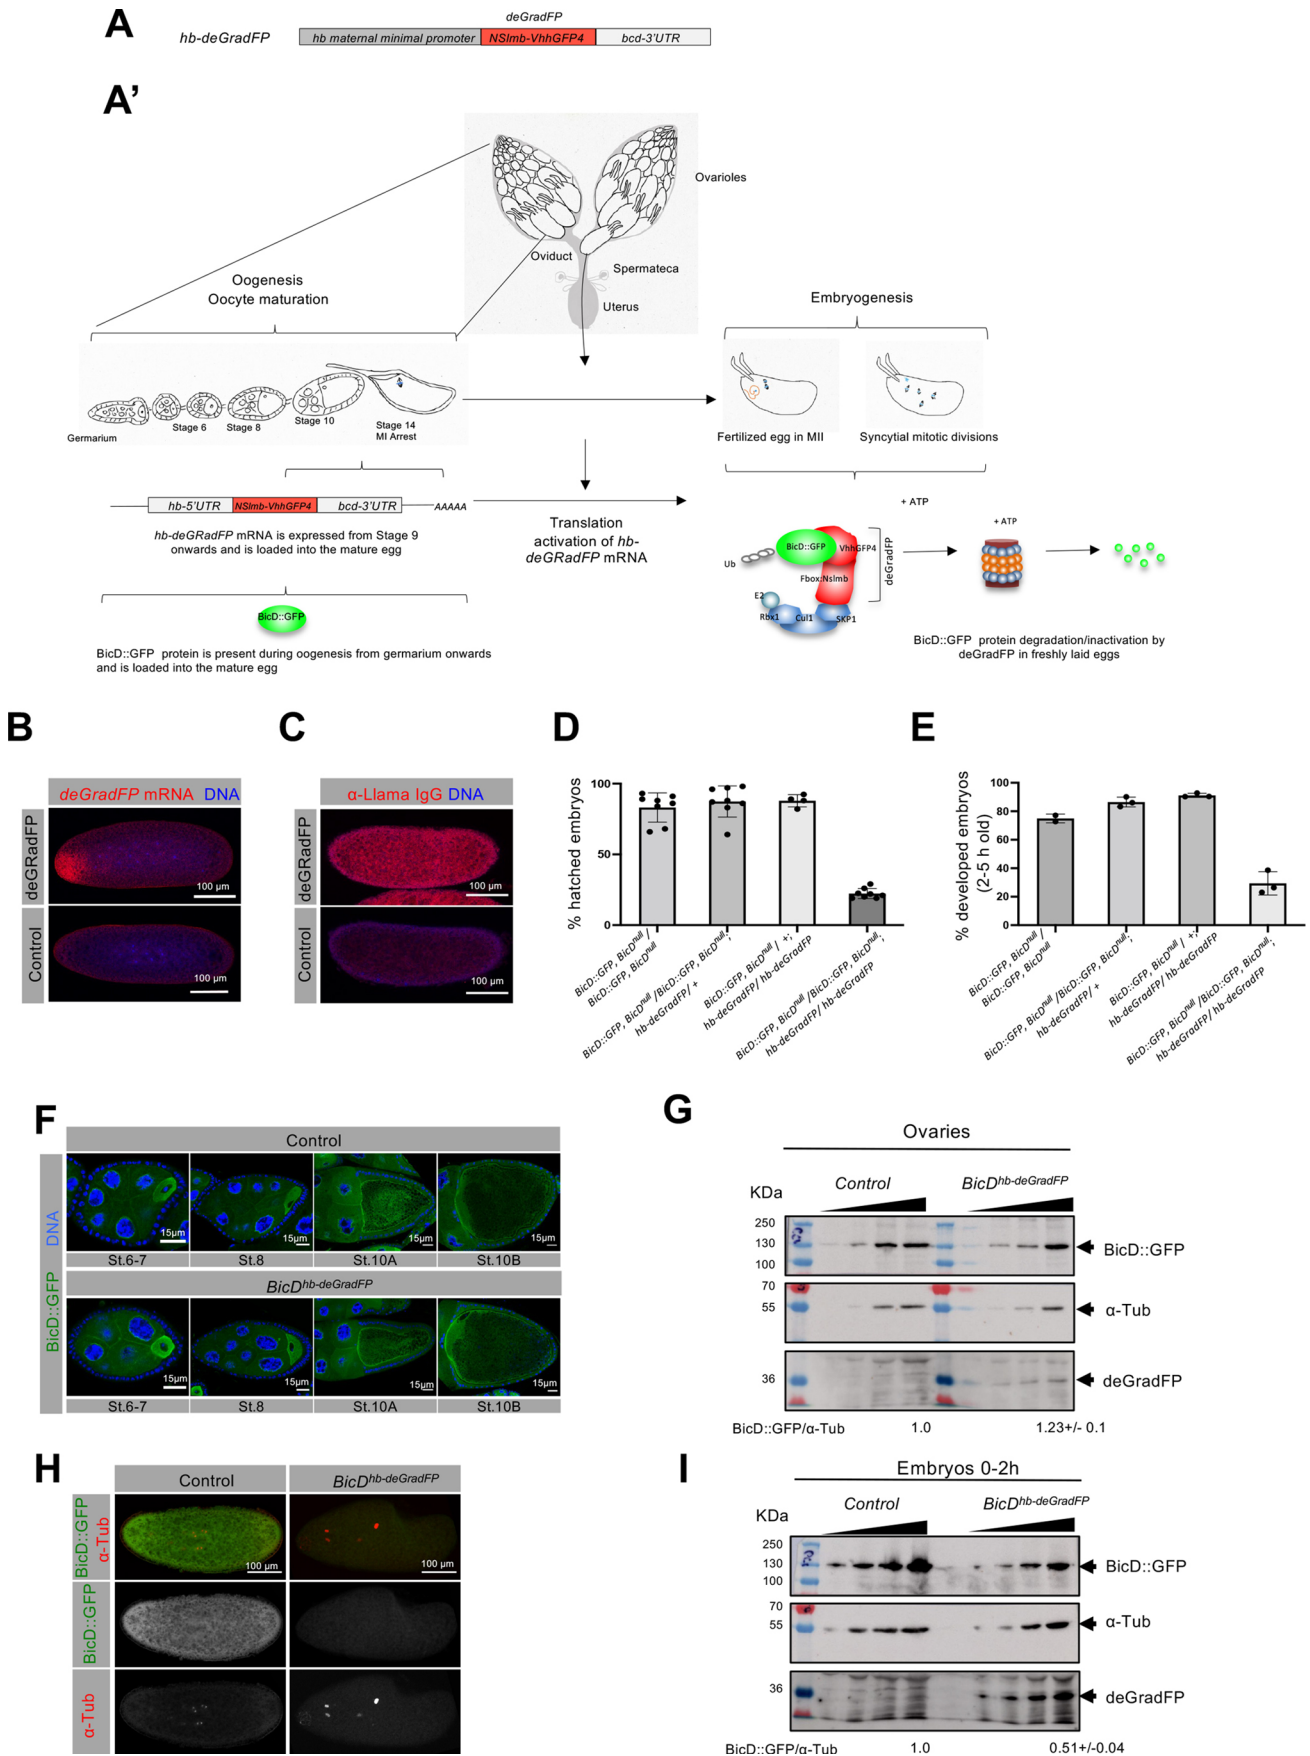 A
deGradFP
hb-deGradFP
hb maternal minimal promoter
NSlmb-VhhGFP4
bcd-3'UTR
A'
Ovarioles
Oviduct
Spermateca
Uterus
Oogenesis
Oocyte maturation
Embryogenesis
Germarium
Stage 6
Stage 8
Stage 10
Stage 14
MI Arrest
Fertilized egg in MII
Syncytial mitotic divisions
hb-5'UTR
NSlmb-VhhGFP4
bcd-3'UTR
AAAAA
hb-deGRadFP mRNA is expressed from Stage 9
onwards and is loaded into the mature egg
Translation
activation of hb-
deGRadFP mRNA
+ ATP
+ ATP
BicD::GFP
VhhGFP4
deGradFP
Ub
Fbox:Nslmb
E2
Rbx1
Cul1
SKP1
BicD::GFP
BicD::GFP protein is present during oogenesis from germarium onwards
and is loaded into the mature egg
BicD::GFP protein degradation/inactivation by
deGradFP in freshly laid eggs
B
deGradFP mRNA DNA
deGRadFP
100 µm
Control
100 µm
C
α-Llama IgG DNA
deGRadFP
100 µm
Control
100 µm
D
% hatched embryos
100
50
0
BicD::GFP, BicDnull /
BicD::GFP, BicDnull
BicD::GFP, BicDnull /BicD::GFP, BicDnull;
hb-deGradFP/ +
BicD::GFP, BicDnull / +;
hb-deGradFP/ hb-deGradFP
BicD::GFP, BicDnull /BicD::GFP, BicDnull;
hb-deGradFP/ hb-deGradFP
E
% developed embryos
(2-5 h old)
100
80
60
40
20
0
BicD::GFP, BicDnull /
BicD::GFP, BicDnull
BicD::GFP, BicDnull /BicD::GFP, BicDnull;
hb-deGradFP/ +
BicD::GFP, BicDnull / +;
hb-deGradFP/ hb-deGradFP
BicD::GFP, BicDnull /BicD::GFP, BicDnull;
hb-deGradFP/ hb-deGradFP
F
Control
BicD::GFP DNA
15µm
15µm
15µm
15µm
St.6-7
St.8
St.10A
St.10B
BicDhb-deGradFP
15µm
15µm
15µm
15µm
St.6-7
St.8
St.10A
St.10B
G
Ovaries
Control
BicDhb-deGradFP
KDa
250
130
100
BicD::GFP
70
55
α-Tub
36
deGradFP
BicD::GFP/α-Tub 1.0 1.23+/- 0.1
H
Control
BicDhb-deGradFP
BicD::GFP
α-Tub
100 µm
100 µm
BicD::GFP
α-Tub
I
Embryos 0-2h
Control
BicDhb-deGradFP
KDa
250
130
100
BicD::GFP
70
55
α-Tub
36
deGradFP
BicD::GFP/α-Tub 1.0 0.51+/-0.04